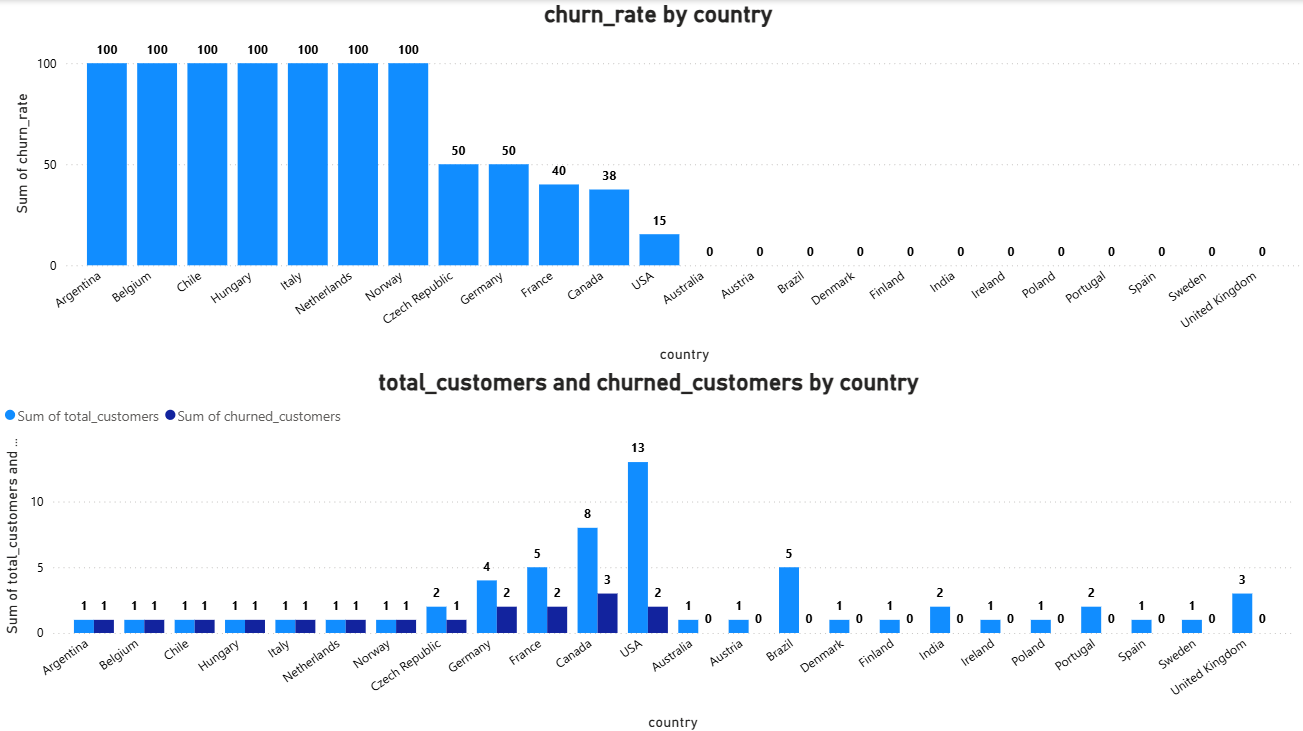 churn_rate by country
Sum of churn_rate
100
50
0
100 100 100 100 100 100 100 50 50 40 38 15 0 0 0 0 0 0 0 0 0 0 0 0
Argentina Belgium Chile Hungary Italy Netherlands Norway Czech Republic Germany France Canada USA Australia Austria Brazil Denmark Finland India Ireland Poland Portugal Spain Sweden United Kingdom
country
total_customers and churned_customers by country
Sum of total_customers Sum of churned_customers
Sum of total_customers and ...
10
5
0
1 1 1 1 1 1 1 1 1 1 1 1 1 1 2 1 4 2 5 2 8 3 13 2 1 0 1 0 5 0 1 0 1 0 2 0 1 0 1 0 2 0 1 0 1 0 3 0
Argentina Belgium Chile Hungary Italy Netherlands Norway Czech Republic Germany France Canada USA Australia Austria Brazil Denmark Finland India Ireland Poland Portugal Spain Sweden United Kingdom
country